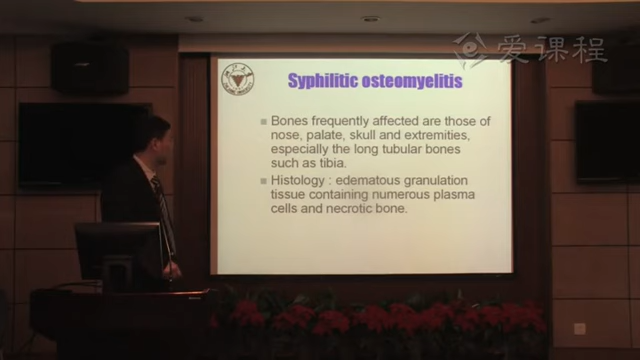 爱课程
Syphilitic osteomyelitis
Bones frequently affected are those of
nose, palate, skull and extremities,
especially the long tubular bones
such as tibia.
Histology : edematous granulation
tissue containing numerous plasma
cells and necrotic bone.